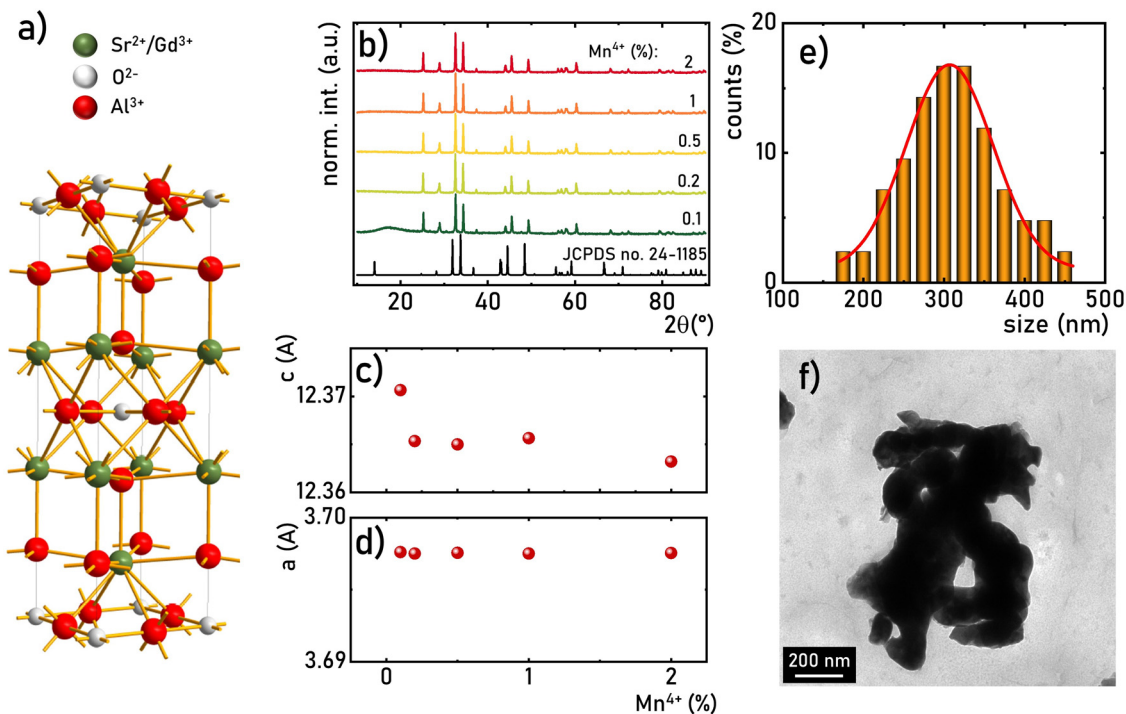 a)
Sr²⁺/Gd³⁺
O²⁻
Al³⁺
b)
norm. int. (a.u.)
Mn⁴⁺ (%):
2
1
0.5
0.2
0.1
JCPDS no. 24-1185
20 40 60 80
2θ(°)
c)
c (A)
12.37
12.36
d)
a (A)
3.70
3.69
0 1 2
Mn⁴⁺ (%)
e)
counts (%)
20
10
0
100 200 300 400 500
size (nm)
f)
200 nm